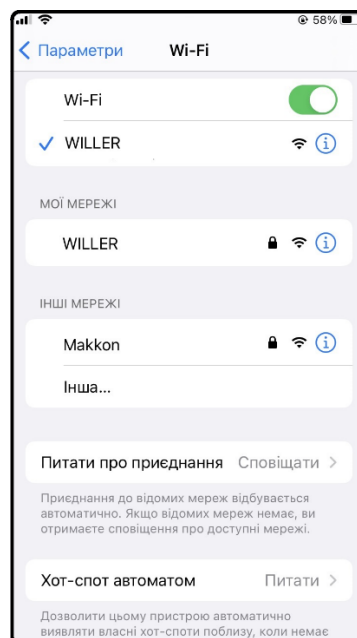 58%
Параметри Wi-Fi
Wi-Fi
WILLER
МОЇ МЕРЕЖІ
WILLER
ІНШІ МЕРЕЖІ
Makkon
Інша...
Питати про приєднання Сповіщати
Приєднання до відомих мереж відбувається
автоматично. Якщо відомих мереж немає, ви
отримаєте сповіщення про доступні мережі.
Хот-спот автоматом Питати
Дозволити цьому пристрою автоматично
виявляти власні хот-споти поблизу, коли немає